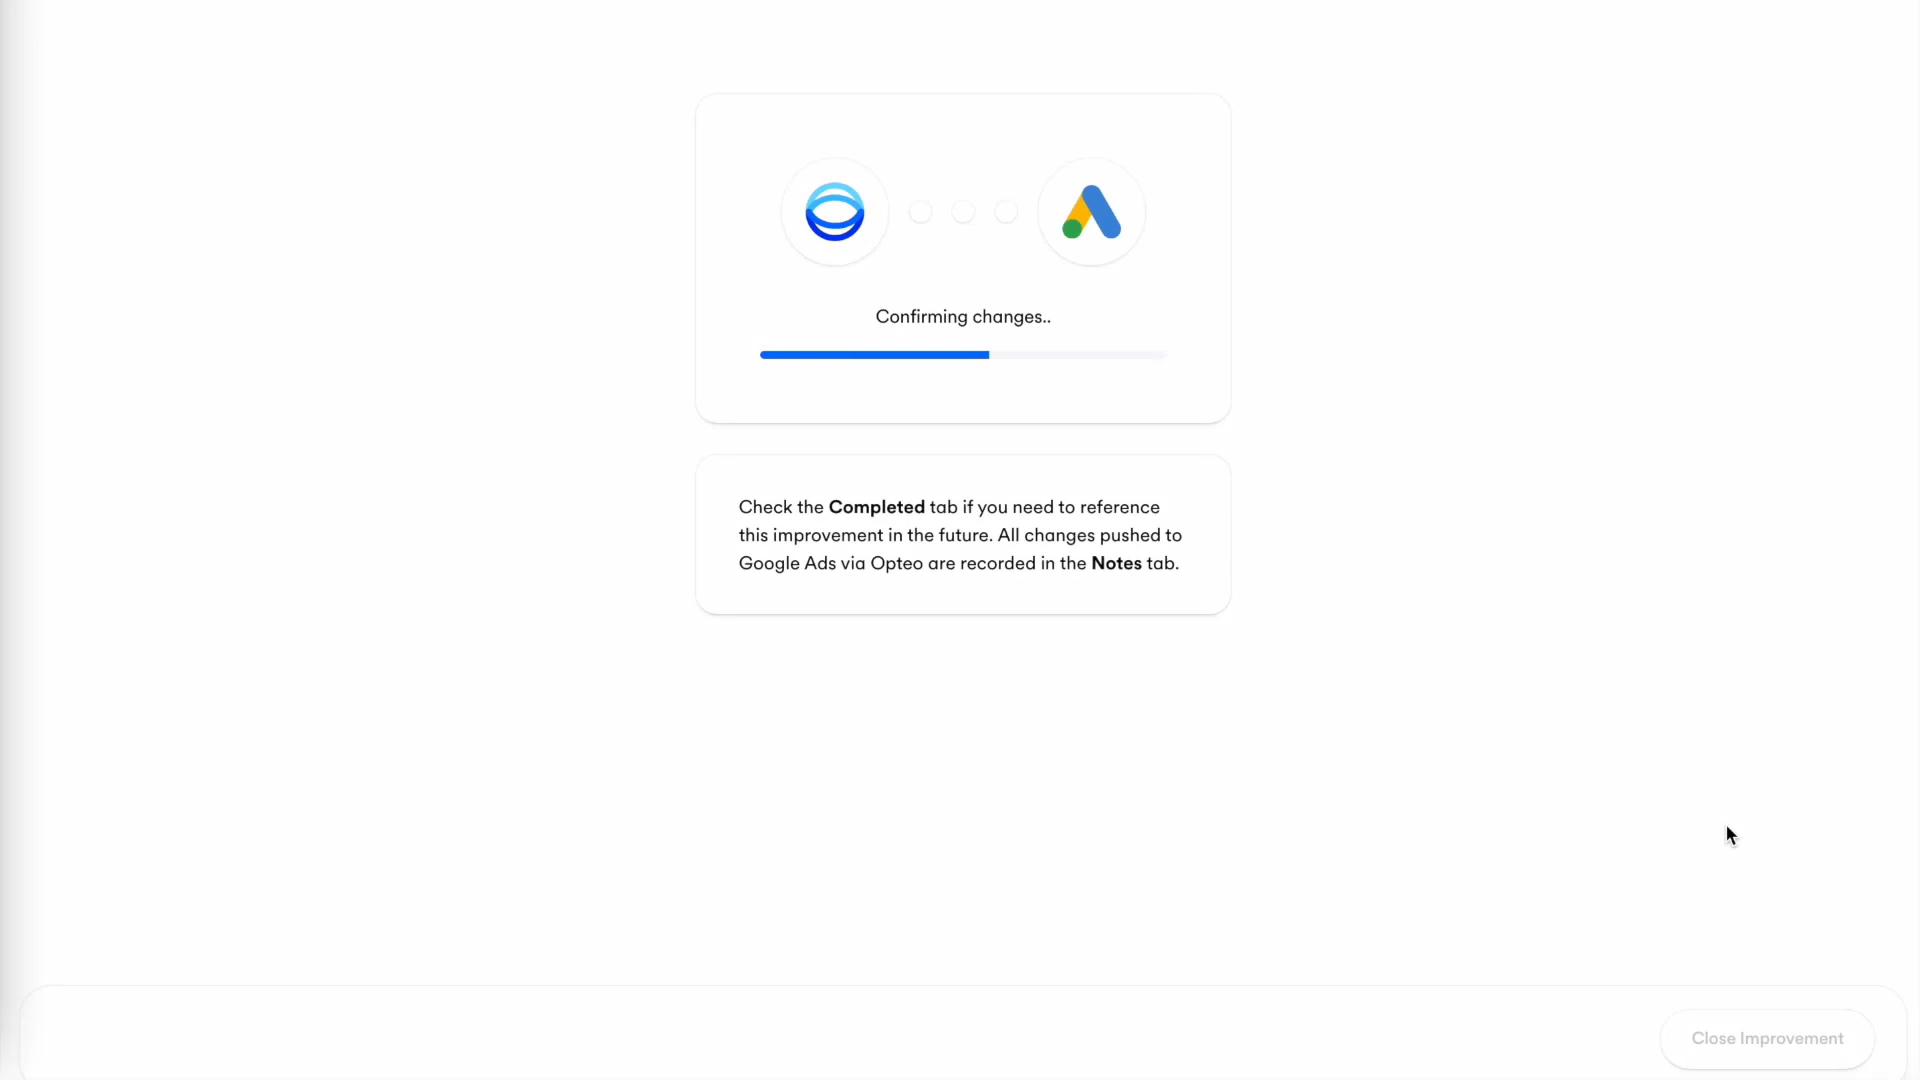 Confirming changes..
Check the Completed tab if you need to reference
this improvement in the future. All changes pushed to
Google Ads via Opteo are recorded in the Notes tab.
Close Improvement